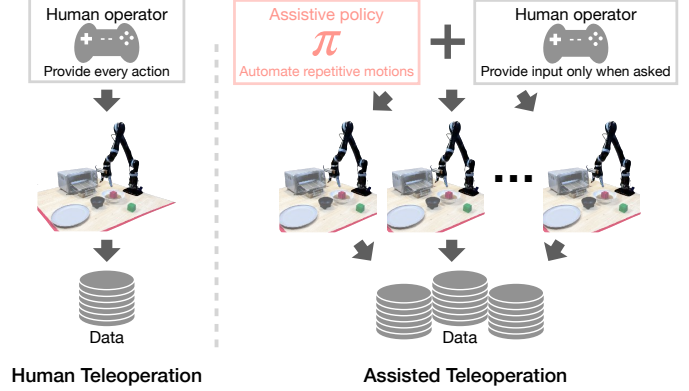 Human operator
Provide every action
Data
Human Teleoperation
Assistive policy
π
Automate repetitive motions
+
Human operator
Provide input only when asked
...
Data
Assisted Teleoperation